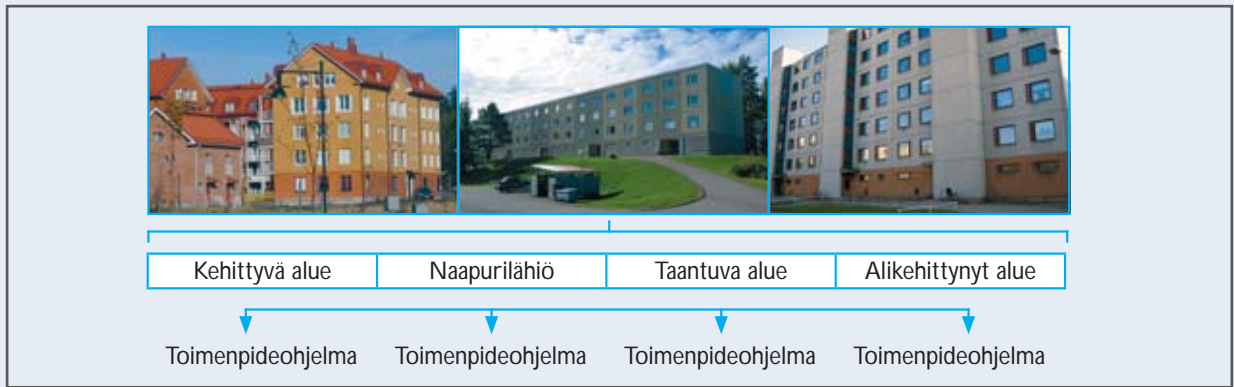 Kehittyvä alue Naapurilähiö Taantuva alue Alikehittynyt alue
Toimenpideohjelma Toimenpideohjelma Toimenpideohjelma Toimenpideohjelma